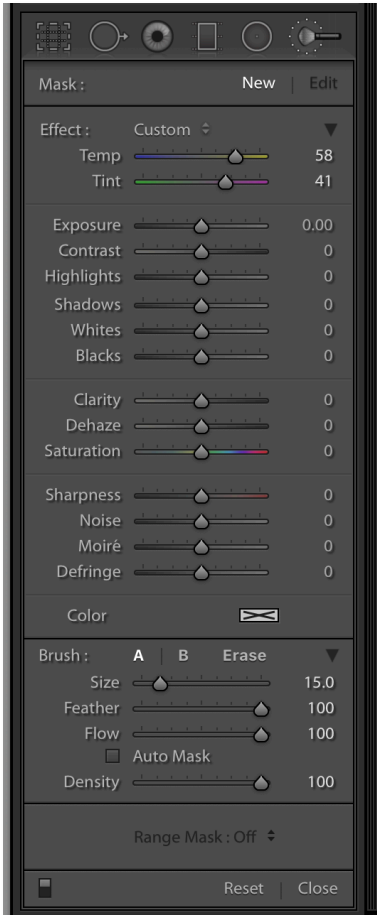 Mask : New | Edit
Effect : Custom
Temp 58
Tint 41
Exposure 0.00
Contrast 0
Highlights 0
Shadows 0
Whites 0
Blacks 0
Clarity 0
Dehaze 0
Saturation 0
Sharpness 0
Noise 0
Moiré 0
Defringe 0
Color
Brush : A | B Erase
Size 15.0
Feather 100
Flow 100
Auto Mask
Density 100
Range Mask : Off
Reset | Close